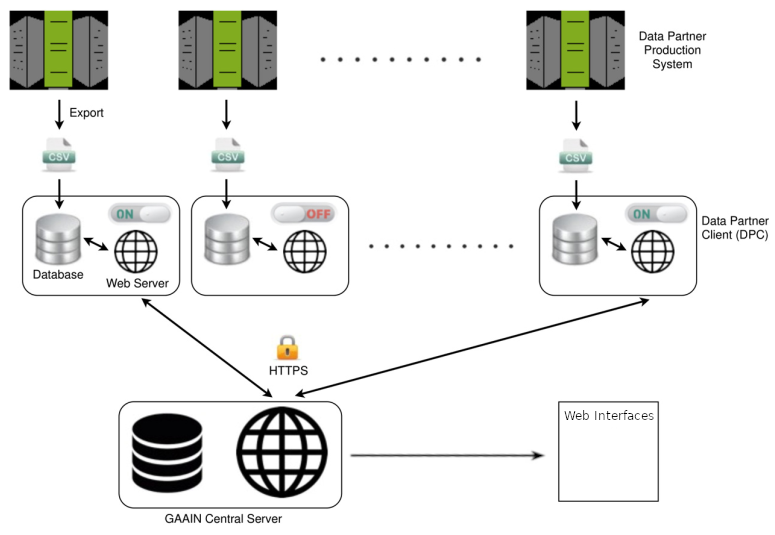 Data Partner
Production
System
Export
CSV
CSV
CSV
ON
OFF
ON
Data Partner
Client (DPC)
Database
Web Server
HTTPS
Web Interfaces
GAAIN Central Server